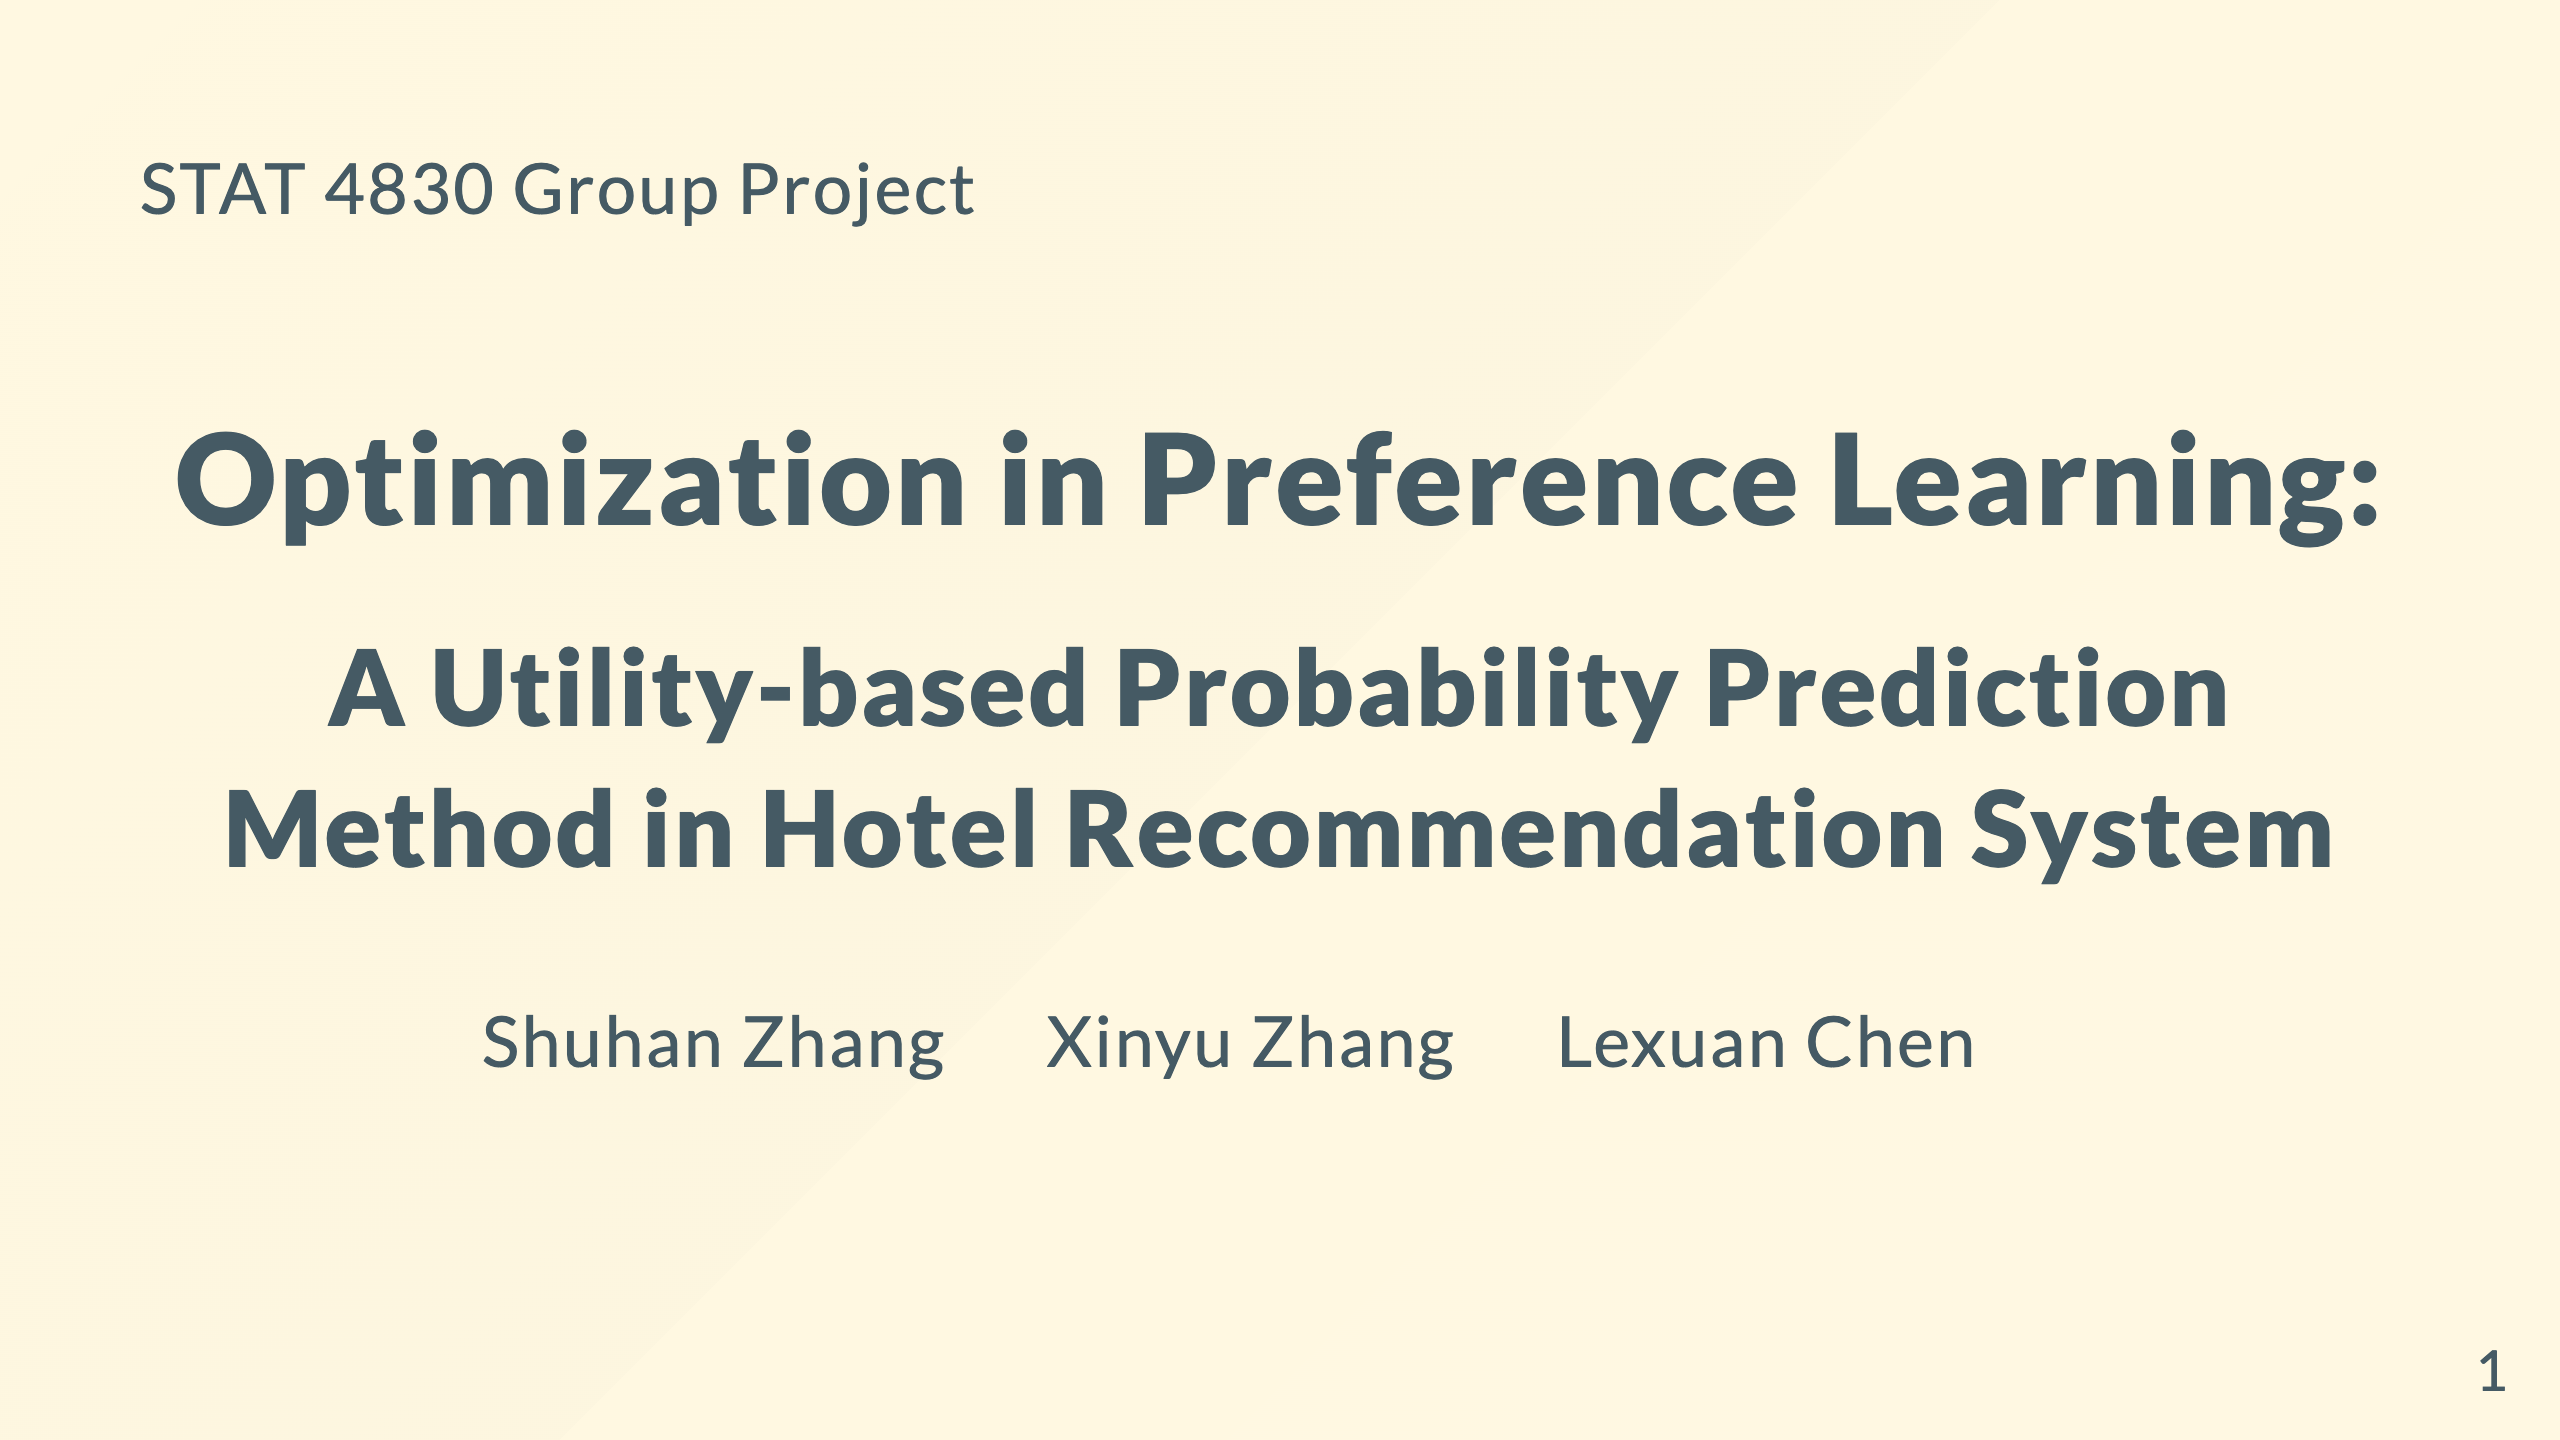 STAT 4830 Group Project
Optimization in Preference Learning:
A Utility-based Probability Prediction
Method in Hotel Recommendation System
Shuhan Zhang Xinyu Zhang Lexuan Chen
1